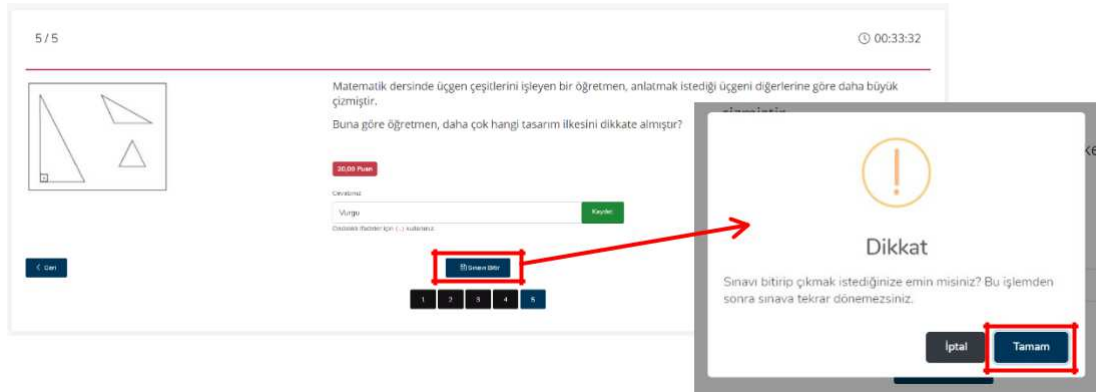 5 / 5
00:33:32
Matematik dersinde üçgen çeşitlerini işleyen bir öğretmen, anlatmak istediği üçgeni diğerlerine göre daha büyük
çizmiştir.
Buna göre öğretmen, daha çok hangi tasarım ilkesini dikkate almıştır?
20,00 Puan
Cevabınız
Vurgu
Kaydet
için (,) kullanınız.
Geri
Sınavı Bitir
1 2 3 4 5
çizmiştir.
Dikkat
Sınavı bitirip çıkmak istediğinize emin misiniz? Bu işlemden
sonra sınava tekrar dönemezsiniz.
İptal
Tamam